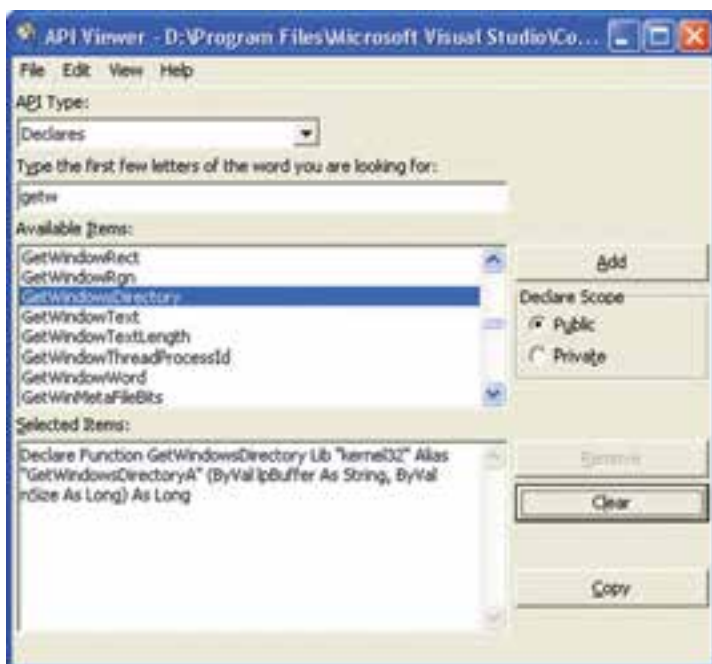 API Viewer - D:\Program Files\Microsoft Visual Studio\Co...
File Edit View Help
API Type:
Declares
Type the first few letters of the word you are looking for:
getw
Available Items:
GetWindowRect
GetWindowRgn
GetWindowsDirectory
GetWindowText
GetWindowTextLength
GetWindowThreadProcessId
GetWindowWord
GetWinMetaFileBits
Add
Declare Scope
Public
Private
Selected Items:
Declare Function GetWindowsDirectory Lib "kernel32" Alias
"GetWindowsDirectoryA" (ByVal lpBuffer As String, ByVal
nSize As Long) As Long
Remove
Clear
Copy